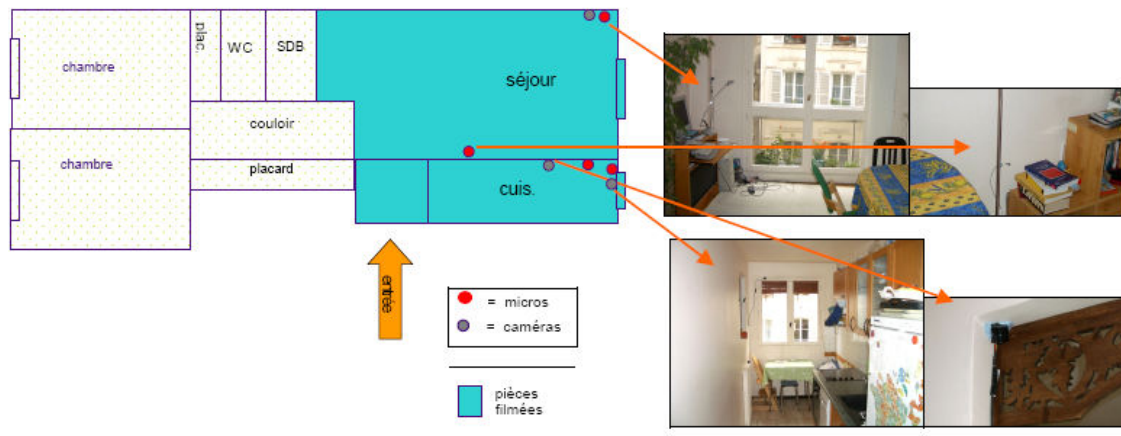 plac.
WC
SDB
séjour
chambre
couloir
chambre
placard
cuis.
entrée
= micros
= caméras
pièces
filmées